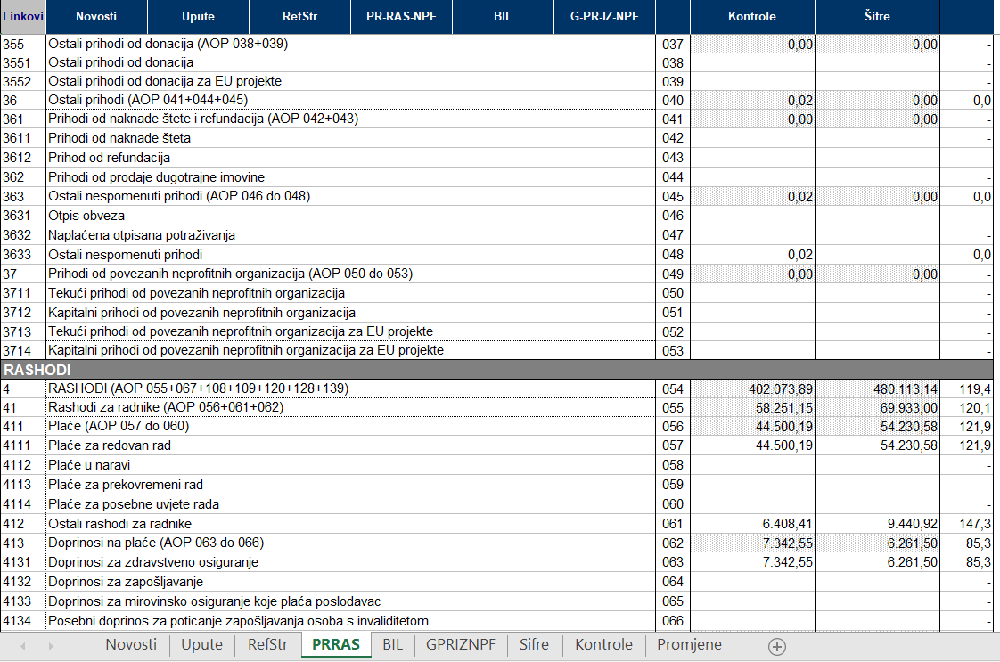 Linkovi Novosti Upute RefStr PR-RAS-NPF BIL G-PR-IZ-NPF Kontrole Šifre
355 Ostali prihodi od donacija (AOP 038+039) 037 0,00 0,00 -
3551 Ostali prihodi od donacija 038 -
3552 Ostali prihodi od donacija za EU projekte 039 -
36 Ostali prihodi (AOP 041+044+045) 040 0,02 0,00 0,0
361 Prihodi od naknade štete i refundacija (AOP 042+043) 041 0,00 0,00 -
3611 Prihodi od naknade šteta 042 -
3612 Prihod od refundacija 043 -
362 Prihodi od prodaje dugotrajne imovine 044 -
363 Ostali nespomenuti prihodi (AOP 046 do 048) 045 0,02 0,00 0,0
3631 Otpis obveza 046 -
3632 Naplaćena otpisana potraživanja 047 -
3633 Ostali nespomenuti prihodi 048 0,02 0,0
37 Prihodi od povezanih neprofitnih organizacija (AOP 050 do 053) 049 0,00 0,00 -
3711 Tekući prihodi od povezanih neprofitnih organizacija 050 -
3712 Kapitalni prihodi od povezanih neprofitnih organizacija 051 -
3713 Tekući prihodi od povezanih neprofitnih organizacija za EU projekte 052 -
3714 Kapitalni prihodi od povezanih neprofitnih organizacija za EU projekte 053 -
RASHODI
4 RASHODI (AOP 055+067+108+109+120+128+139) 054 402.073,89 480.113,14 119,4
41 Rashodi za radnike (AOP 056+061+062) 055 58.251,15 69.933,00 120,1
411 Plaće (AOP 057 do 060) 056 44.500,19 54.230,58 121,9
4111 Plaće za redovan rad 057 44.500,19 54.230,58 121,9
4112 Plaće u naravi 058 -
4113 Plaće za prekovremeni rad 059 -
4114 Plaće za posebne uvjete rada 060 -
412 Ostali rashodi za radnike 061 6.408,41 9.440,92 147,3
413 Doprinosi na plaće (AOP 063 do 066) 062 7.342,55 6.261,50 85,3
4131 Doprinosi za zdravstveno osiguranje 063 7.342,55 6.261,50 85,3
4132 Doprinosi za zapošljavanje 064 -
4133 Doprinosi za mirovinsko osiguranje koje plaća poslodavac 065 -
4134 Posebni doprinos za poticanje zapošljavanja osoba s invaliditetom 066 -
Novosti Upute RefStr PRRAS BIL GPRIZNPF Sifre Kontrole Promjene